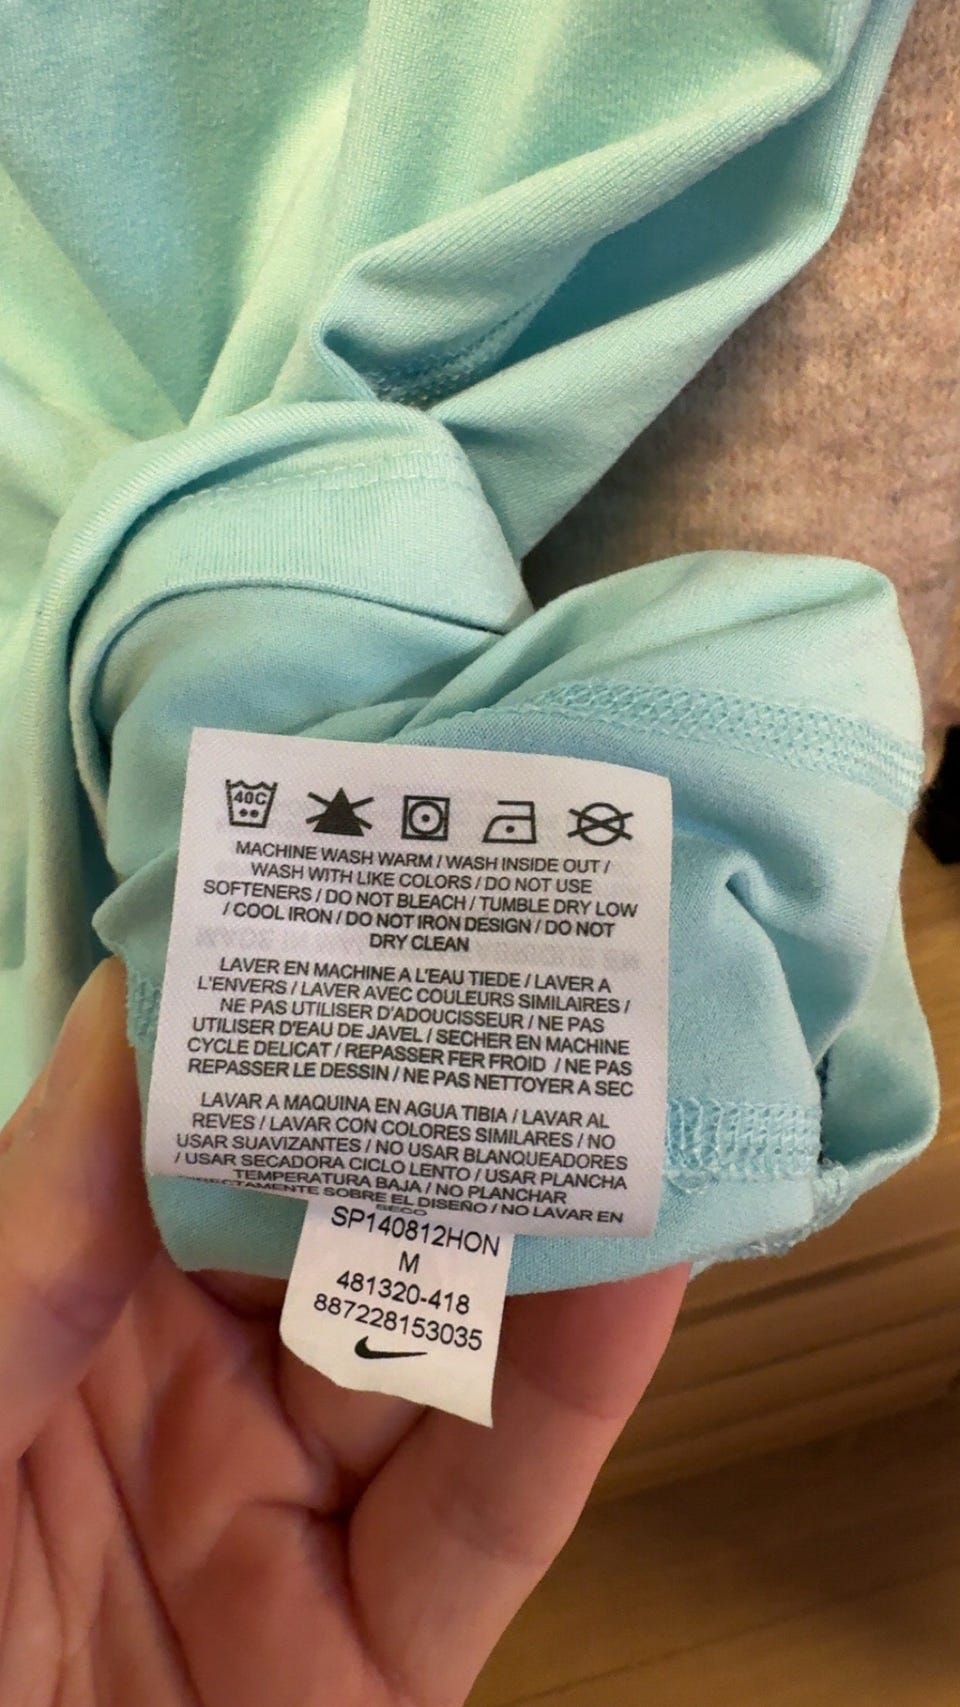 40C
MACHINE WASH WARM / WASH INSIDE OUT /
WASH WITH LIKE COLORS / DO NOT USE
SOFTENERS / DO NOT BLEACH / TUMBLE DRY LOW
/ COOL IRON / DO NOT IRON DESIGN / DO NOT
DRY CLEAN
LAVER EN MACHINE A L'EAU TIEDE / LAVER A
L'ENVERS / LAVER AVEC COULEURS SIMILAIRES /
NE PAS UTILISER D'ADOUCISSEUR / NE PAS
UTILISER D'EAU DE JAVEL / SECHER EN MACHINE
CYCLE DELICAT / REPASSER FER FROID / NE PAS
REPASSER LE DESSIN / NE PAS NETTOYER A SEC
LAVAR A MAQUINA EN AGUA TIBIA / LAVAR AL
REVES / LAVAR CON COLORES SIMILARES / NO
USAR SUAVIZANTES / NO USAR BLANQUEADORES
/ USAR SECADORA CICLO LENTO / USAR PLANCHA
TEMPERATURA BAJA / NO PLANCHAR
DIRECTAMENTE SOBRE EL DISEÑO / NO LAVAR EN
SECO
SP140812HON
M
481320-418
887228153035